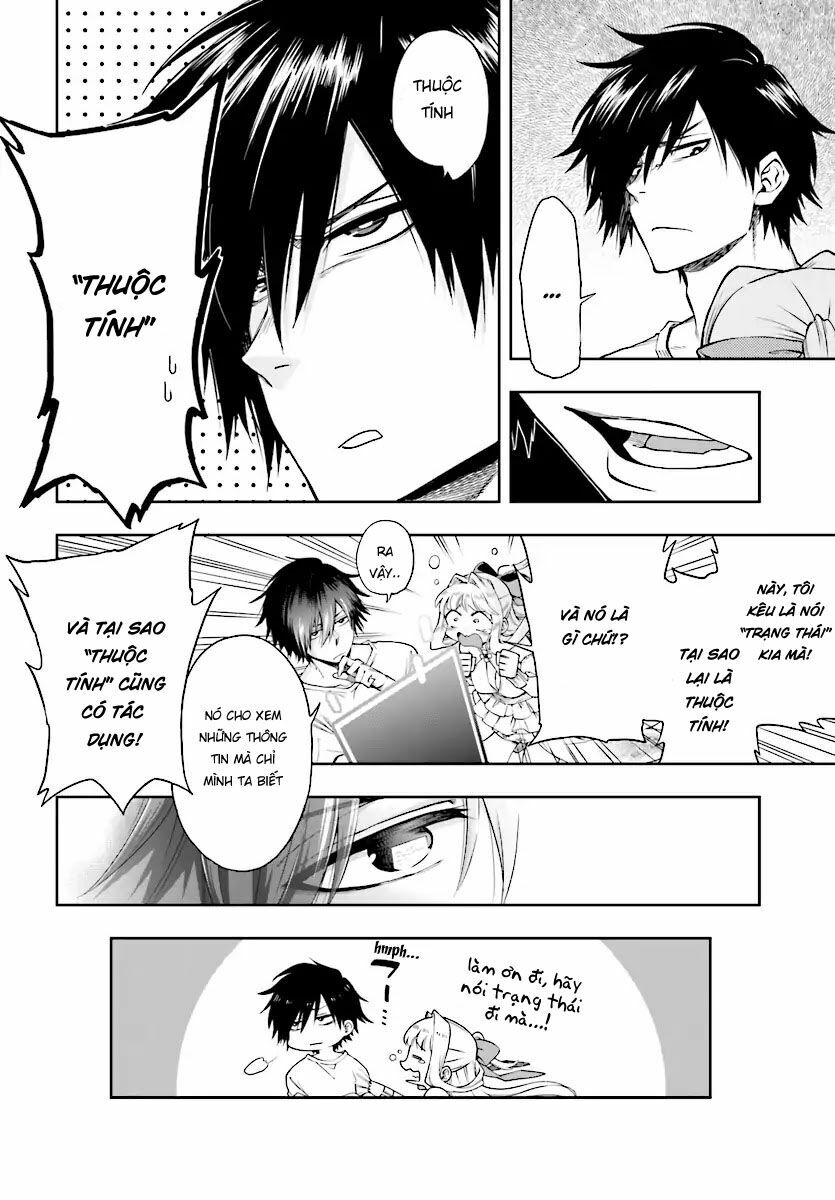 ...
THUỘC
TÍNH
"THUỘC
TÍNH"
NÀY, TÔI
KÊU LÀ NÓI
"TRẠNG THÁI"
KIA MÀ!
TẠI SAO
LẠI LÀ
THUỘC
TÍNH!
VÀ NÓ LÀ
GÌ CHỨ!?
RA
VẬY..
NÓ CHO XEM
NHỮNG THÔNG
TIN MÀ CHỈ
MÌNH TA BIẾT
VÀ TẠI SAO
"THUỘC
TÍNH" CŨNG
CÓ TÁC
DỤNG!
làm ơn đi, hãy
nói trạng thái
đi mà...!
hmph...
フー